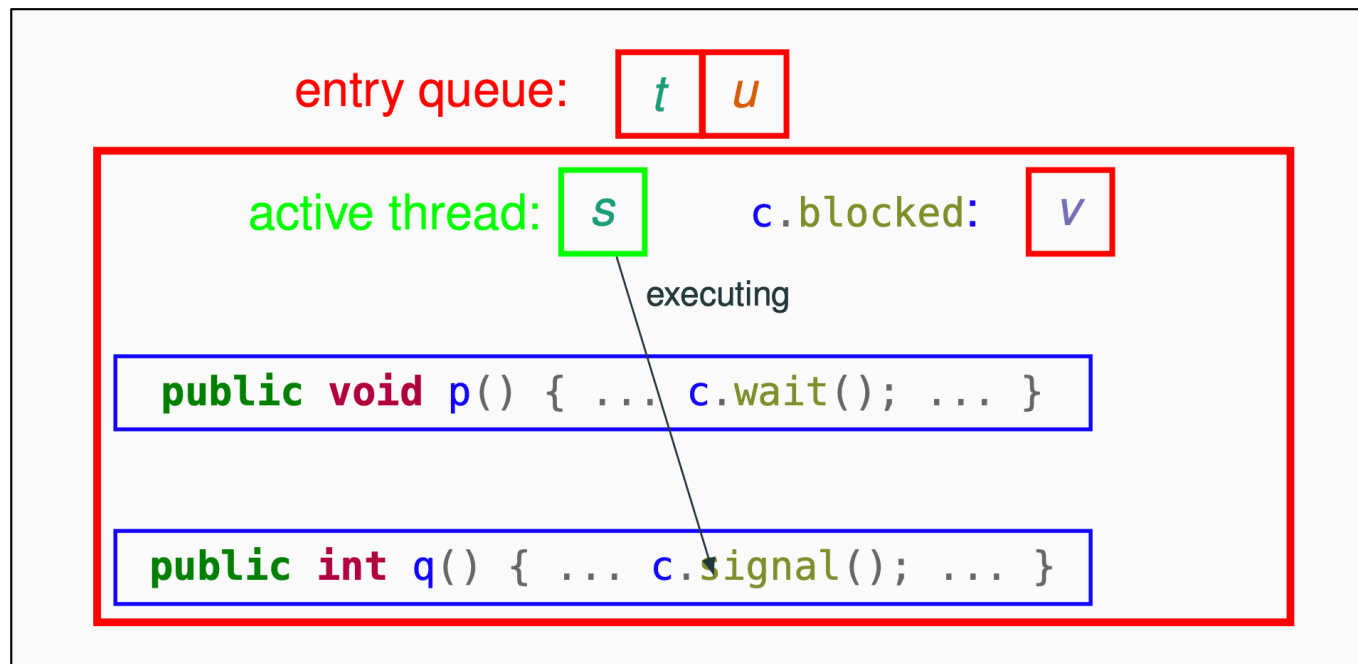 entry queue: t u
active thread: s c.blocked: v
executing
public void p() { ... c.wait(); ... }
public int q() { ... c.signal(); ... }